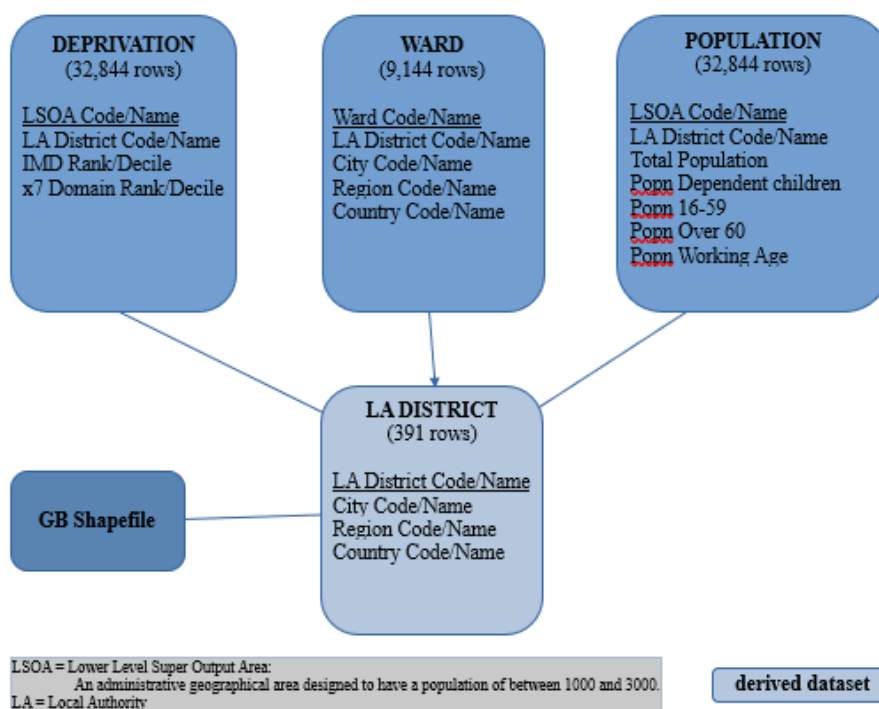 DEPRIVATION
(32,844 rows)
LSOA Code/Name
LA District Code/Name
IMD Rank/Decile
x7 Domain Rank/Decile
WARD
(9,144 rows)
Ward Code/Name
LA District Code/Name
City Code/Name
Region Code/Name
Country Code/Name
POPULATION
(32,844 rows)
LSOA Code/Name
LA District Code/Name
Total Population
Popn Dependent children
Popn 16-59
Popn Over 60
Popn Working Age
LA DISTRICT
(391 rows)
LA District Code/Name
City Code/Name
Region Code/Name
Country Code/Name
GB Shapefile
LSOA = Lower Level Super Output Area:
An administrative geographical area designed to have a population of between 1000 and 3000.
LA = Local Authority
derived dataset